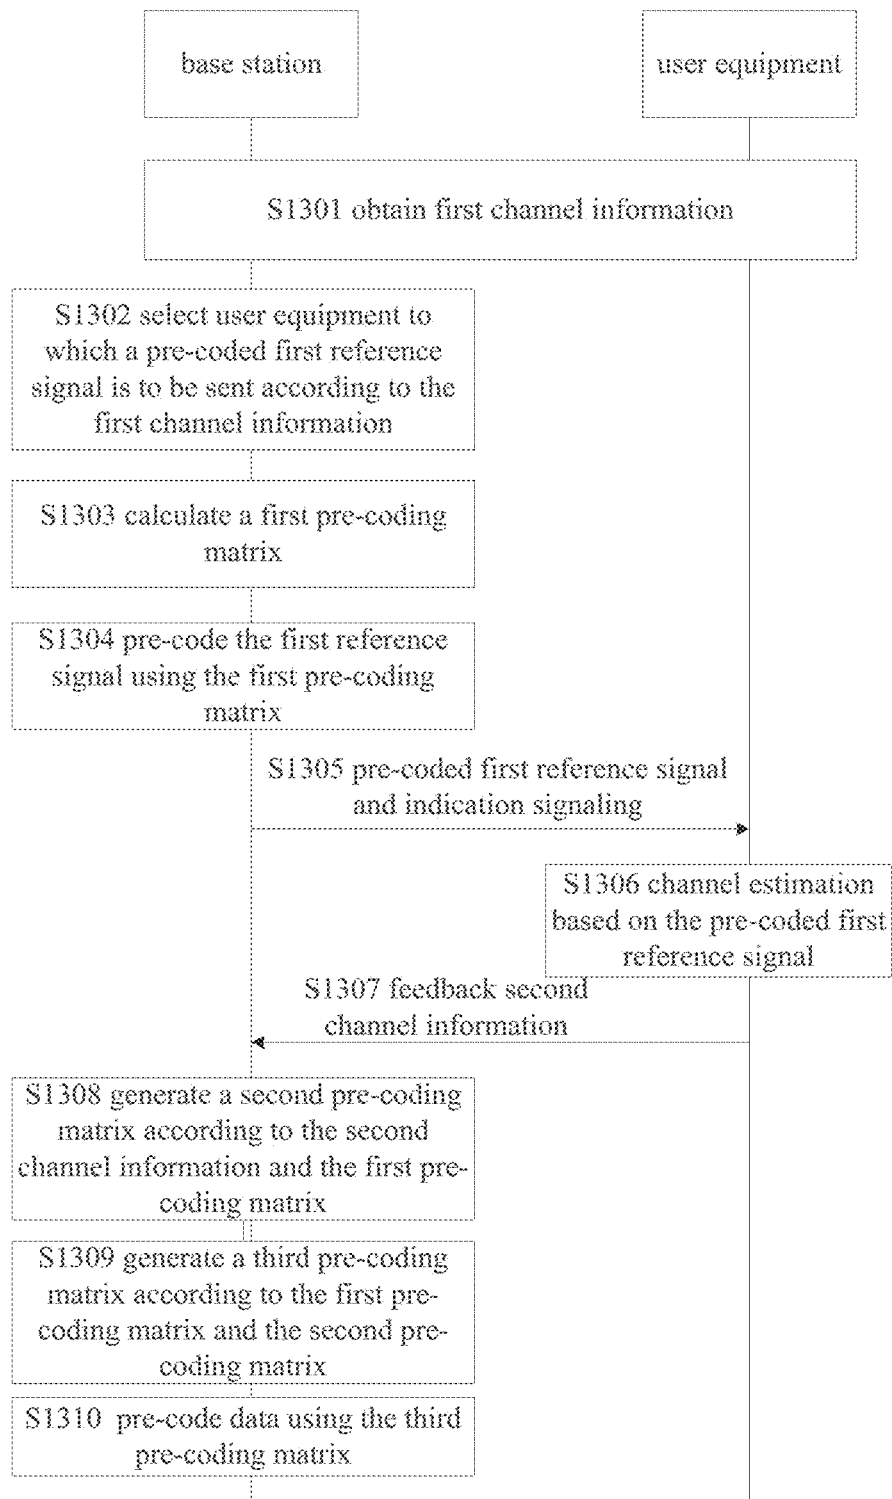 base station
user equipment
S1301 obtain first channel information
S1302 select user equipment to
which a pre-coded first reference
signal is to be sent according to the
first channel information
S1303 calculate a first pre-coding
matrix
S1304 pre-code the first reference
signal using the first pre-coding
matrix
S1305 pre-coded first reference signal
and indication signaling
S1306 channel estimation
based on the pre-coded first
reference signal
S1307 feedback second
channel information
S1308 generate a second pre-coding
matrix according to the second
channel information and the first pre-
coding matrix
S1309 generate a third pre-coding
matrix according to the first pre-
coding matrix and the second pre-
coding matrix
S1310 pre-code data using the third
pre-coding matrix